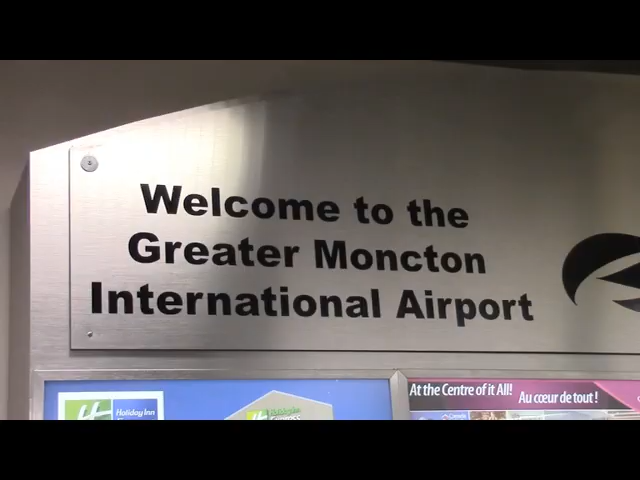 Welcome to the
Greater Moncton
International Airport
Holiday Inn
At the Centre of it All!
Au cœur de tout !